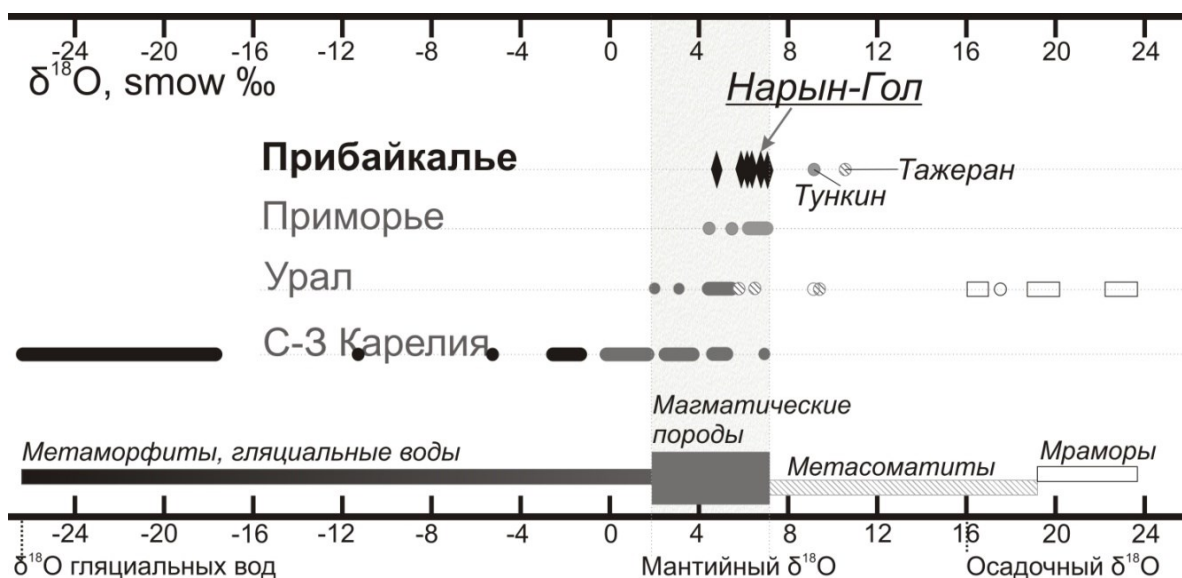 -24 -20 -16 -12 -8 -4 0 4 8 12 16 20 24
δ¹⁸O, smow ‰
Нарын-Гол
Прибайкалье
Тажеран
Тункин
Приморье
Урал
С-З Карелия
Магматические
породы
Метаморфиты, гляциальные воды
Метасоматиты
Мраморы
-24 -20 -16 -12 -8 -4 0 4 8 12 16 20 24
δ¹⁸O гляциальных вод
Мантийный δ¹⁸O
Осадочный δ¹⁸O